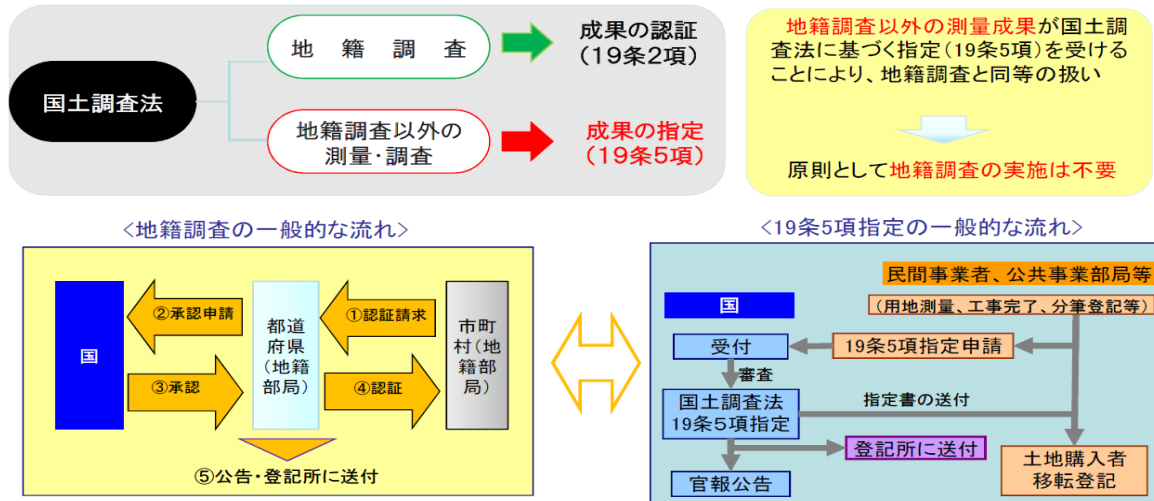 国土調査法
地籍調査
成果の認証
(19条2項)
地籍調査以外の
測量・調査
成果の指定
(19条5項)
地籍調査以外の測量成果が国土調
査法に基づく指定(19条5項)を受ける
ことにより、地籍調査と同等の扱い
原則として地籍調査の実施は不要
<地籍調査の一般的な流れ>
国
②承認申請
③承認
都道
府県
(地籍
部局)
①認証請求
④認証
市町
村(地
籍部
局)
⑤公告・登記所に送付
<19条5項指定の一般的な流れ>
民間事業者、公共事業部局等
(用地測量、工事完了、分筆登記等)
国
受付
19条5項指定申請
審査
国土調査法
19条5項指定
指定書の送付
登記所に送付
官報公告
土地購入者
移転登記